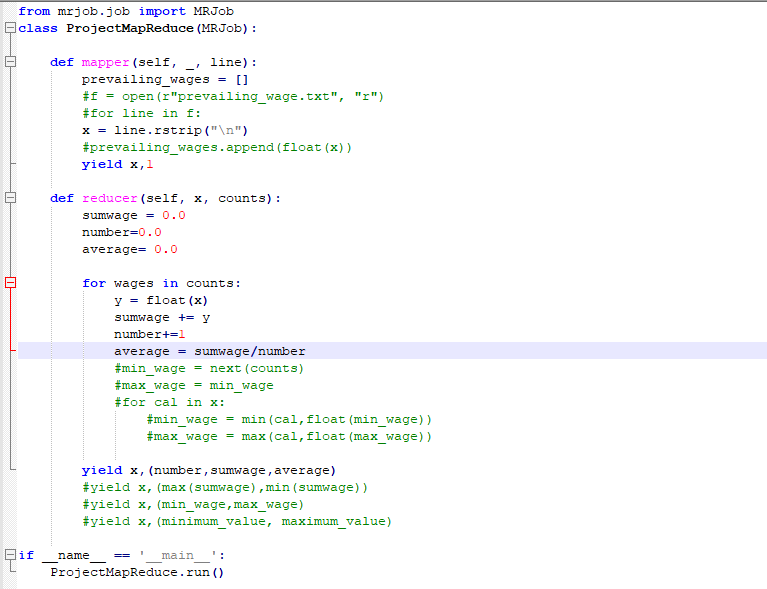 from mrjob.job import MRJob
class ProjectMapReduce(MRJob):
def mapper(self, _, line):
prevailing_wages = []
#f = open(r"prevailing_wage.txt", "r")
#for line in f:
x = line.rstrip("\n")
#prevailing_wages.append(float(x))
yield x,1
def reducer(self, x, counts):
sumwage = 0.0
number=0.0
average= 0.0
for wages in counts:
y = float(x)
sumwage += y
number+=1
average = sumwage/number
#min_wage = next(counts)
#max_wage = min_wage
#for cal in x:
#min_wage = min(cal,float(min_wage))
#max_wage = max(cal,float(max_wage))
yield x,(number,sumwage,average)
#yield x,(max(sumwage),min(sumwage))
#yield x,(min_wage,max_wage)
#yield x,(minimum_value, maximum_value)
if __name__ == '__main__':
ProjectMapReduce.run()